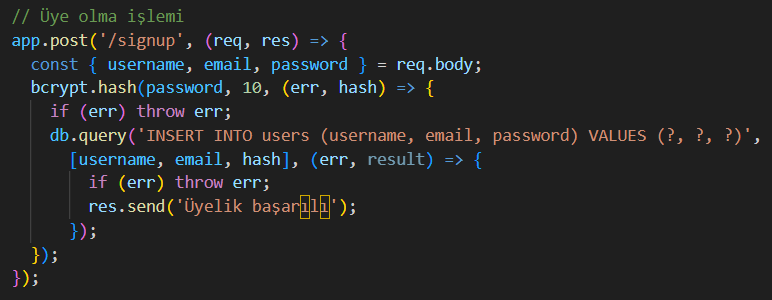 // Üye olma işlemi
app.post('/signup', (req, res) => {
  const { username, email, password } = req.body;
  bcrypt.hash(password, 10, (err, hash) => {
    if (err) throw err;
    db.query('INSERT INTO users (username, email, password) VALUES (?, ?, ?)',
      [username, email, hash], (err, result) => {
        if (err) throw err;
        res.send('Üyelik başarılı');
      });
  });
});